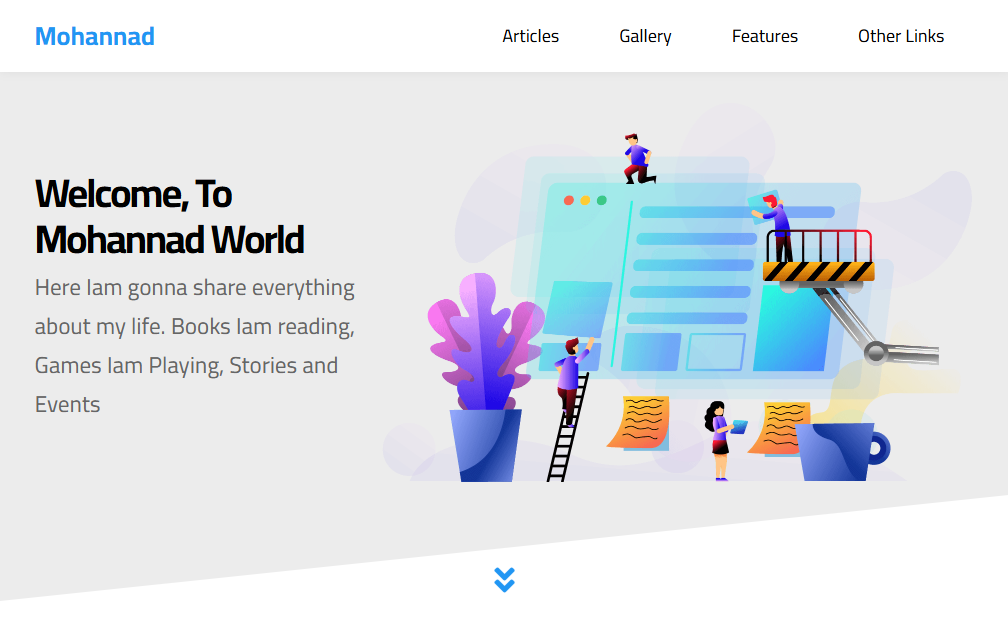 Mohannad
Articles
Gallery
Features
Other Links
Welcome, To
Mohannad World
Here Iam gonna share everything
about my life. Books Iam reading,
Games Iam Playing, Stories and
Events